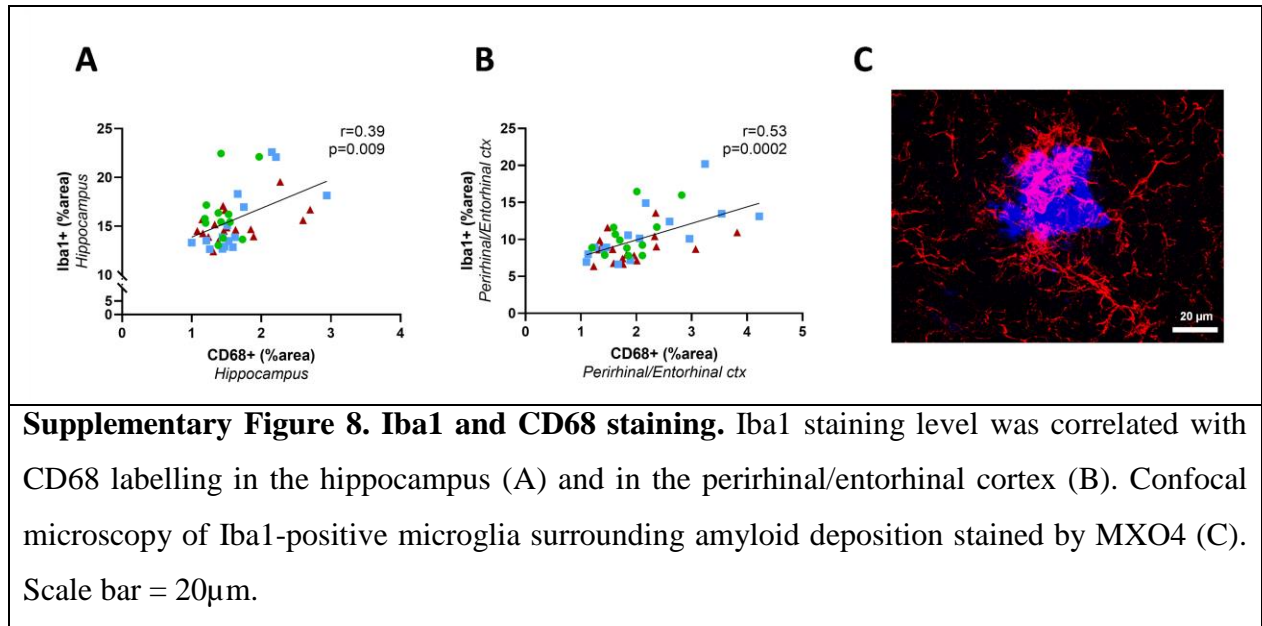 A
B
C
r=0.39
p=0.009
Iba1+ (%area)
Hippocampus
25
20
15
10
5
0
0 1 2 3 4
CD68+ (%area)
Hippocampus
r=0.53
p=0.0002
Iba1+ (%area)
Perirhinal/Entorhinal ctx
25
20
15
10
5
0
0 1 2 3 4 5
CD68+ (%area)
Perirhinal/Entorhinal ctx
20 µm
Supplementary Figure 8. Iba1 and CD68 staining. Iba1 staining level was correlated with
CD68 labelling in the hippocampus (A) and in the perirhinal/entorhinal cortex (B). Confocal
microscopy of Iba1-positive microglia surrounding amyloid deposition stained by MXO4 (C).
Scale bar = 20µm.